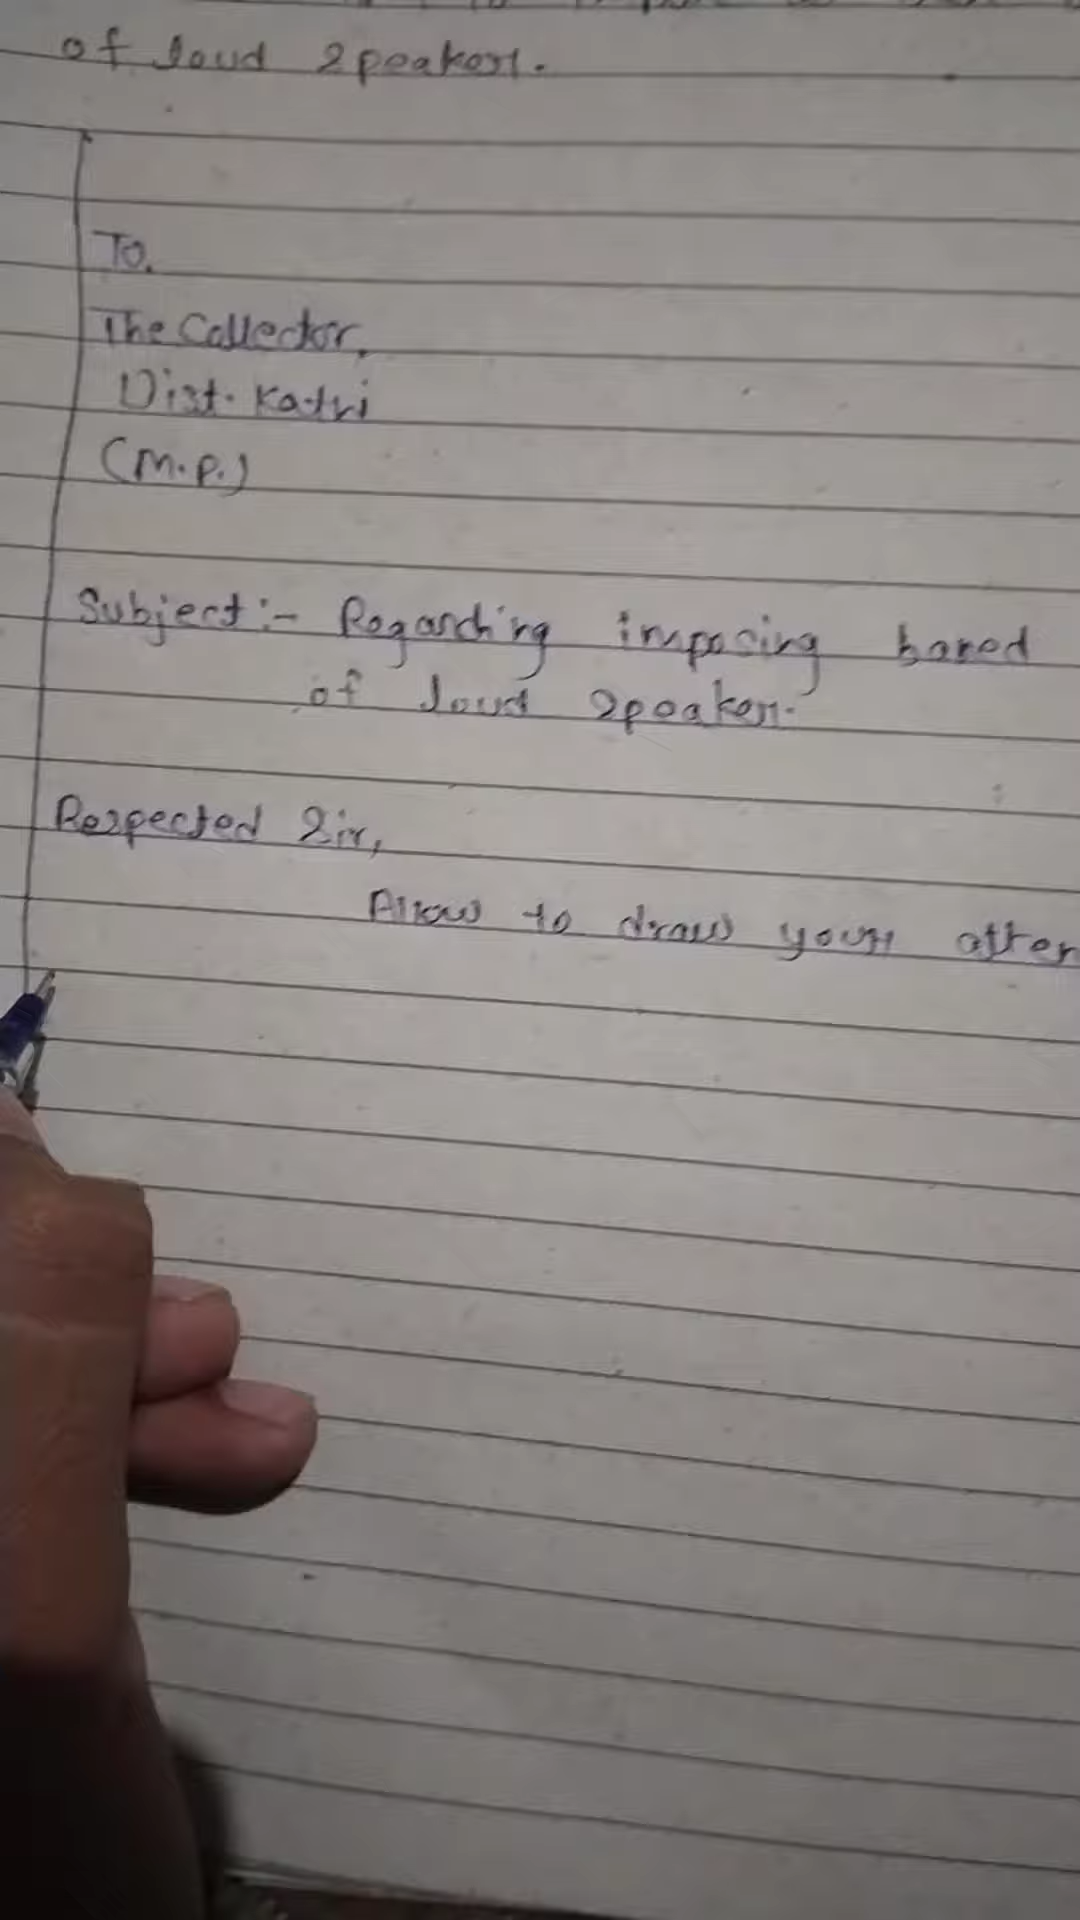 of loud speaker.
To,
The Collector,
Dist. Katni
(M.P.)
Subject:- Regarding imposing baned
of loud speaker.
Respected Sir,
Allow to draw your atten